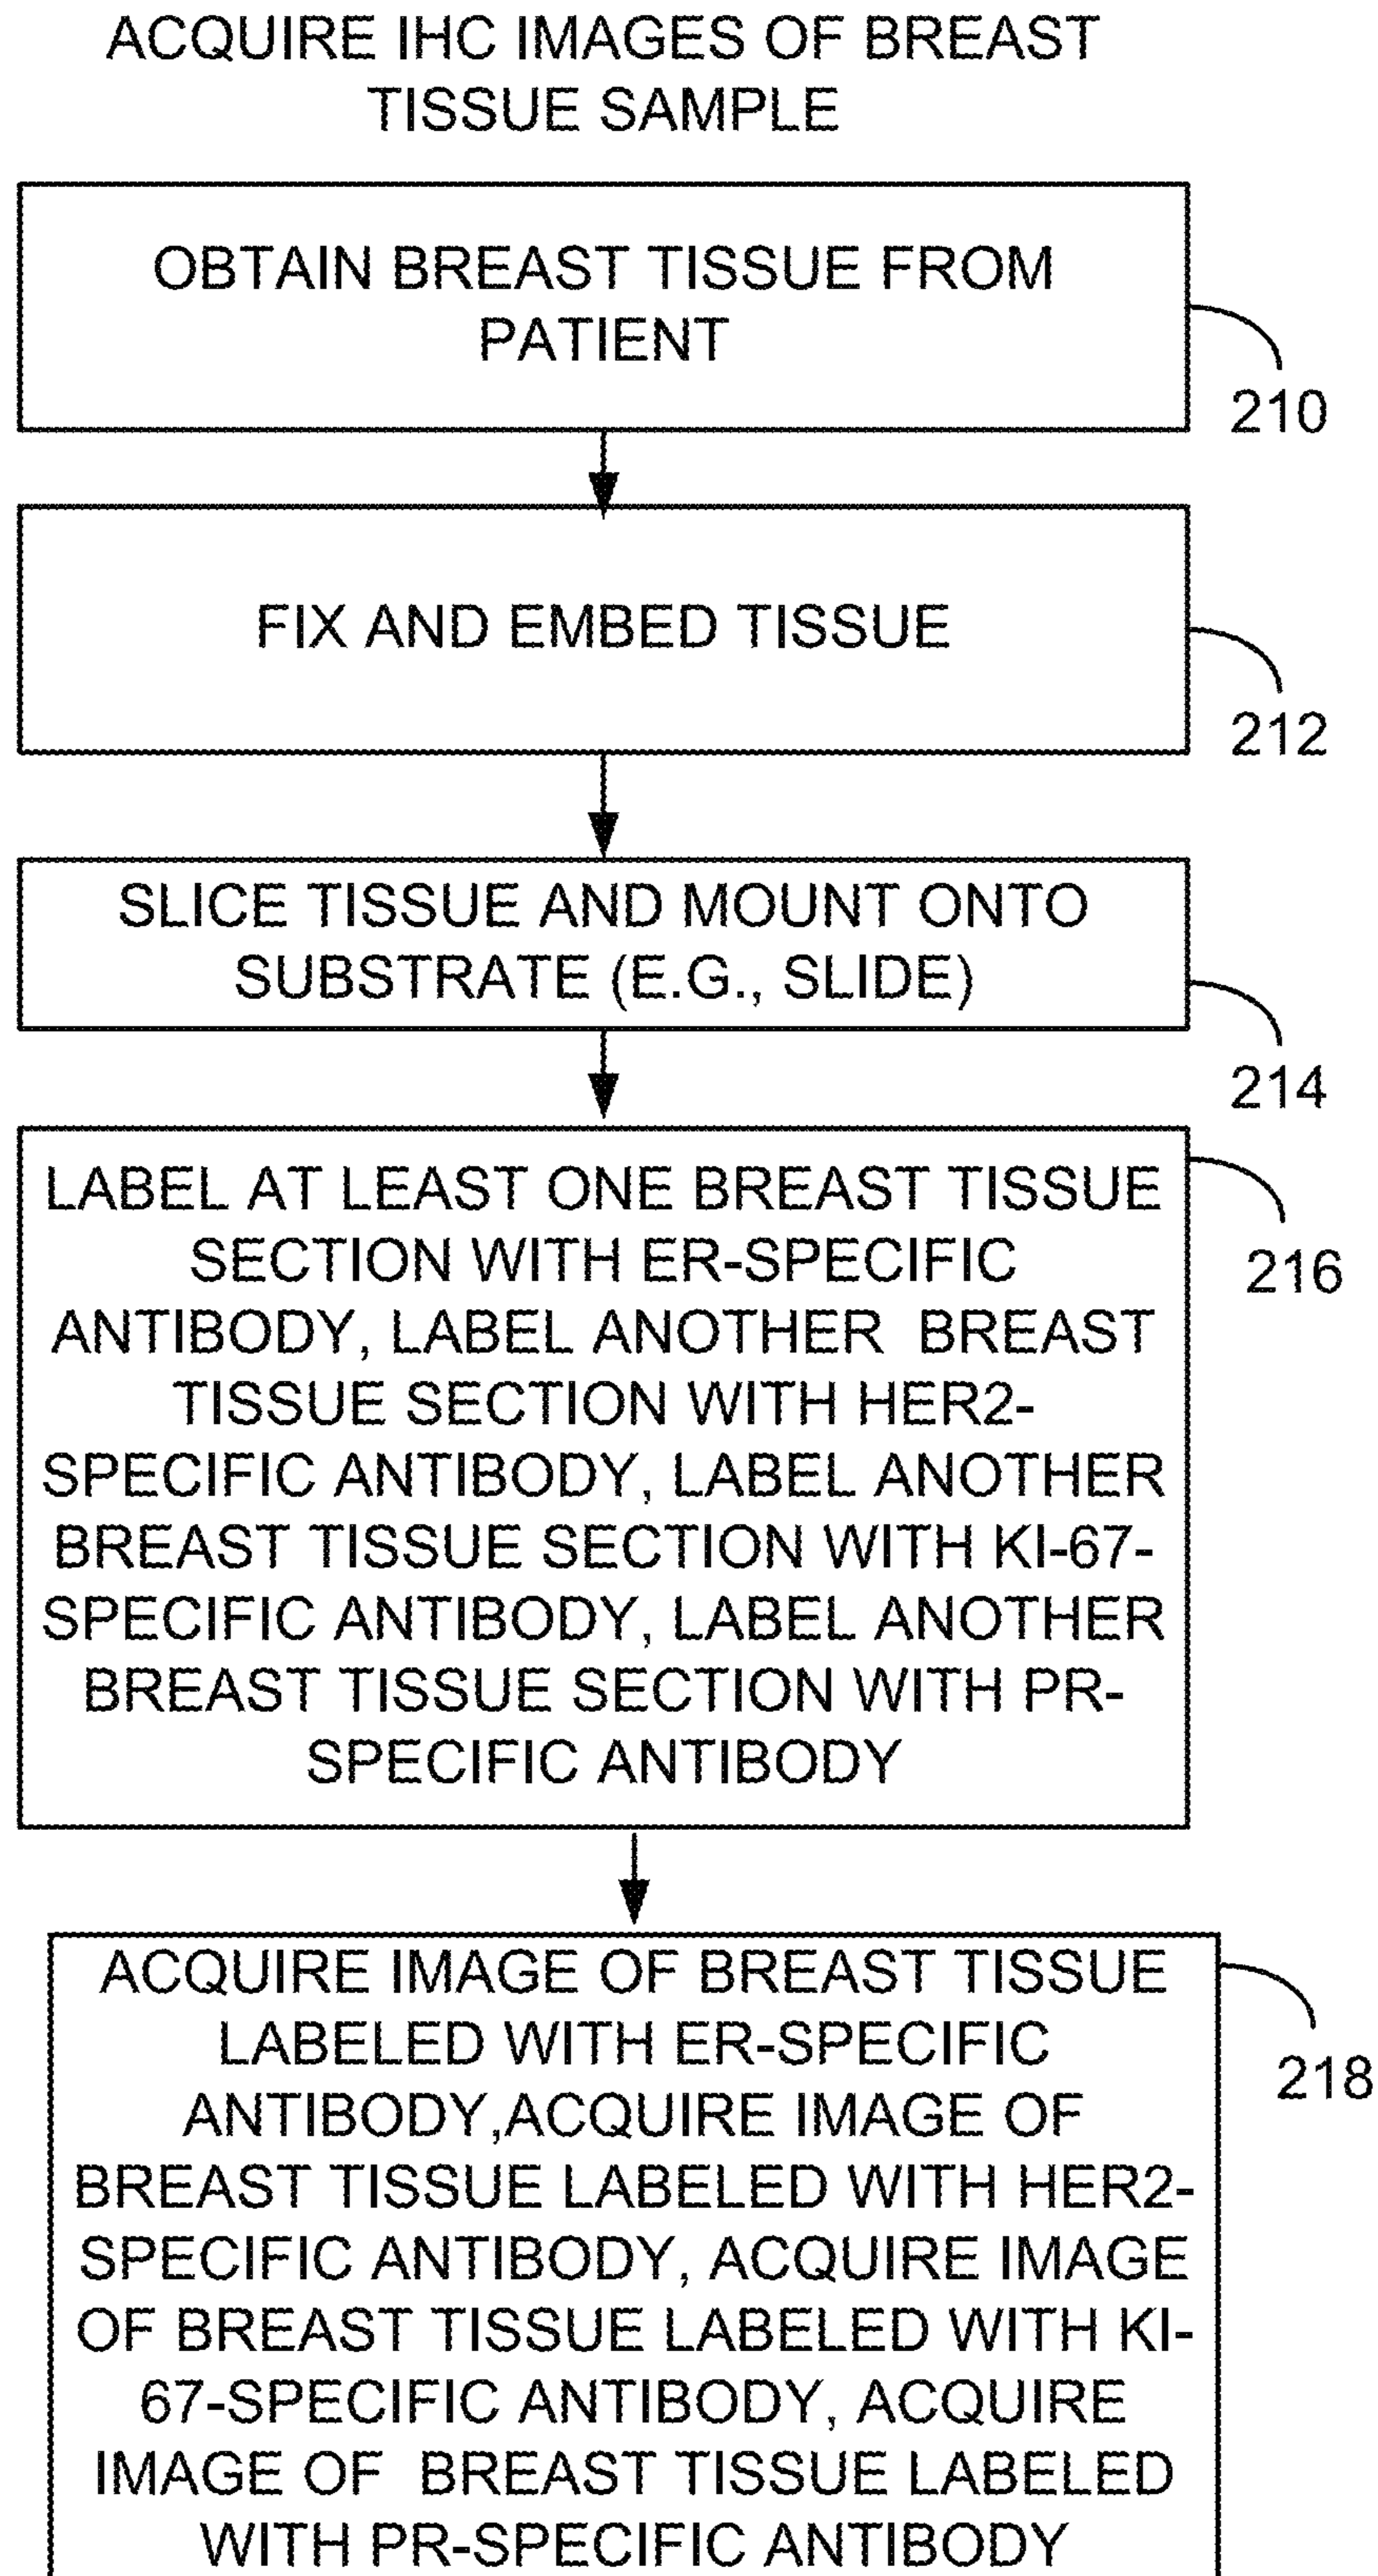 ACQUIRE IHC IMAGES OF BREAST
TISSUE SAMPLE
OBTAIN BREAST TISSUE FROM
PATIENT
210
FIX AND EMBED TISSUE
212
SLICE TISSUE AND MOUNT ONTO
SUBSTRATE (E.G., SLIDE)
214
LABEL AT LEAST ONE BREAST TISSUE
SECTION WITH ER-SPECIFIC
ANTIBODY, LABEL ANOTHER  BREAST
TISSUE SECTION WITH HER2-
SPECIFIC ANTIBODY, LABEL ANOTHER
BREAST TISSUE SECTION WITH KI-67-
SPECIFIC ANTIBODY, LABEL ANOTHER
BREAST TISSUE SECTION WITH PR-
SPECIFIC ANTIBODY
216
ACQUIRE IMAGE OF BREAST TISSUE
LABELED WITH ER-SPECIFIC
ANTIBODY,ACQUIRE IMAGE OF
BREAST TISSUE LABELED WITH HER2-
SPECIFIC ANTIBODY, ACQUIRE IMAGE
OF BREAST TISSUE LABELED WITH KI-
67-SPECIFIC ANTIBODY, ACQUIRE
IMAGE OF  BREAST TISSUE LABELED
WITH PR-SPECIFIC ANTIBODY
218